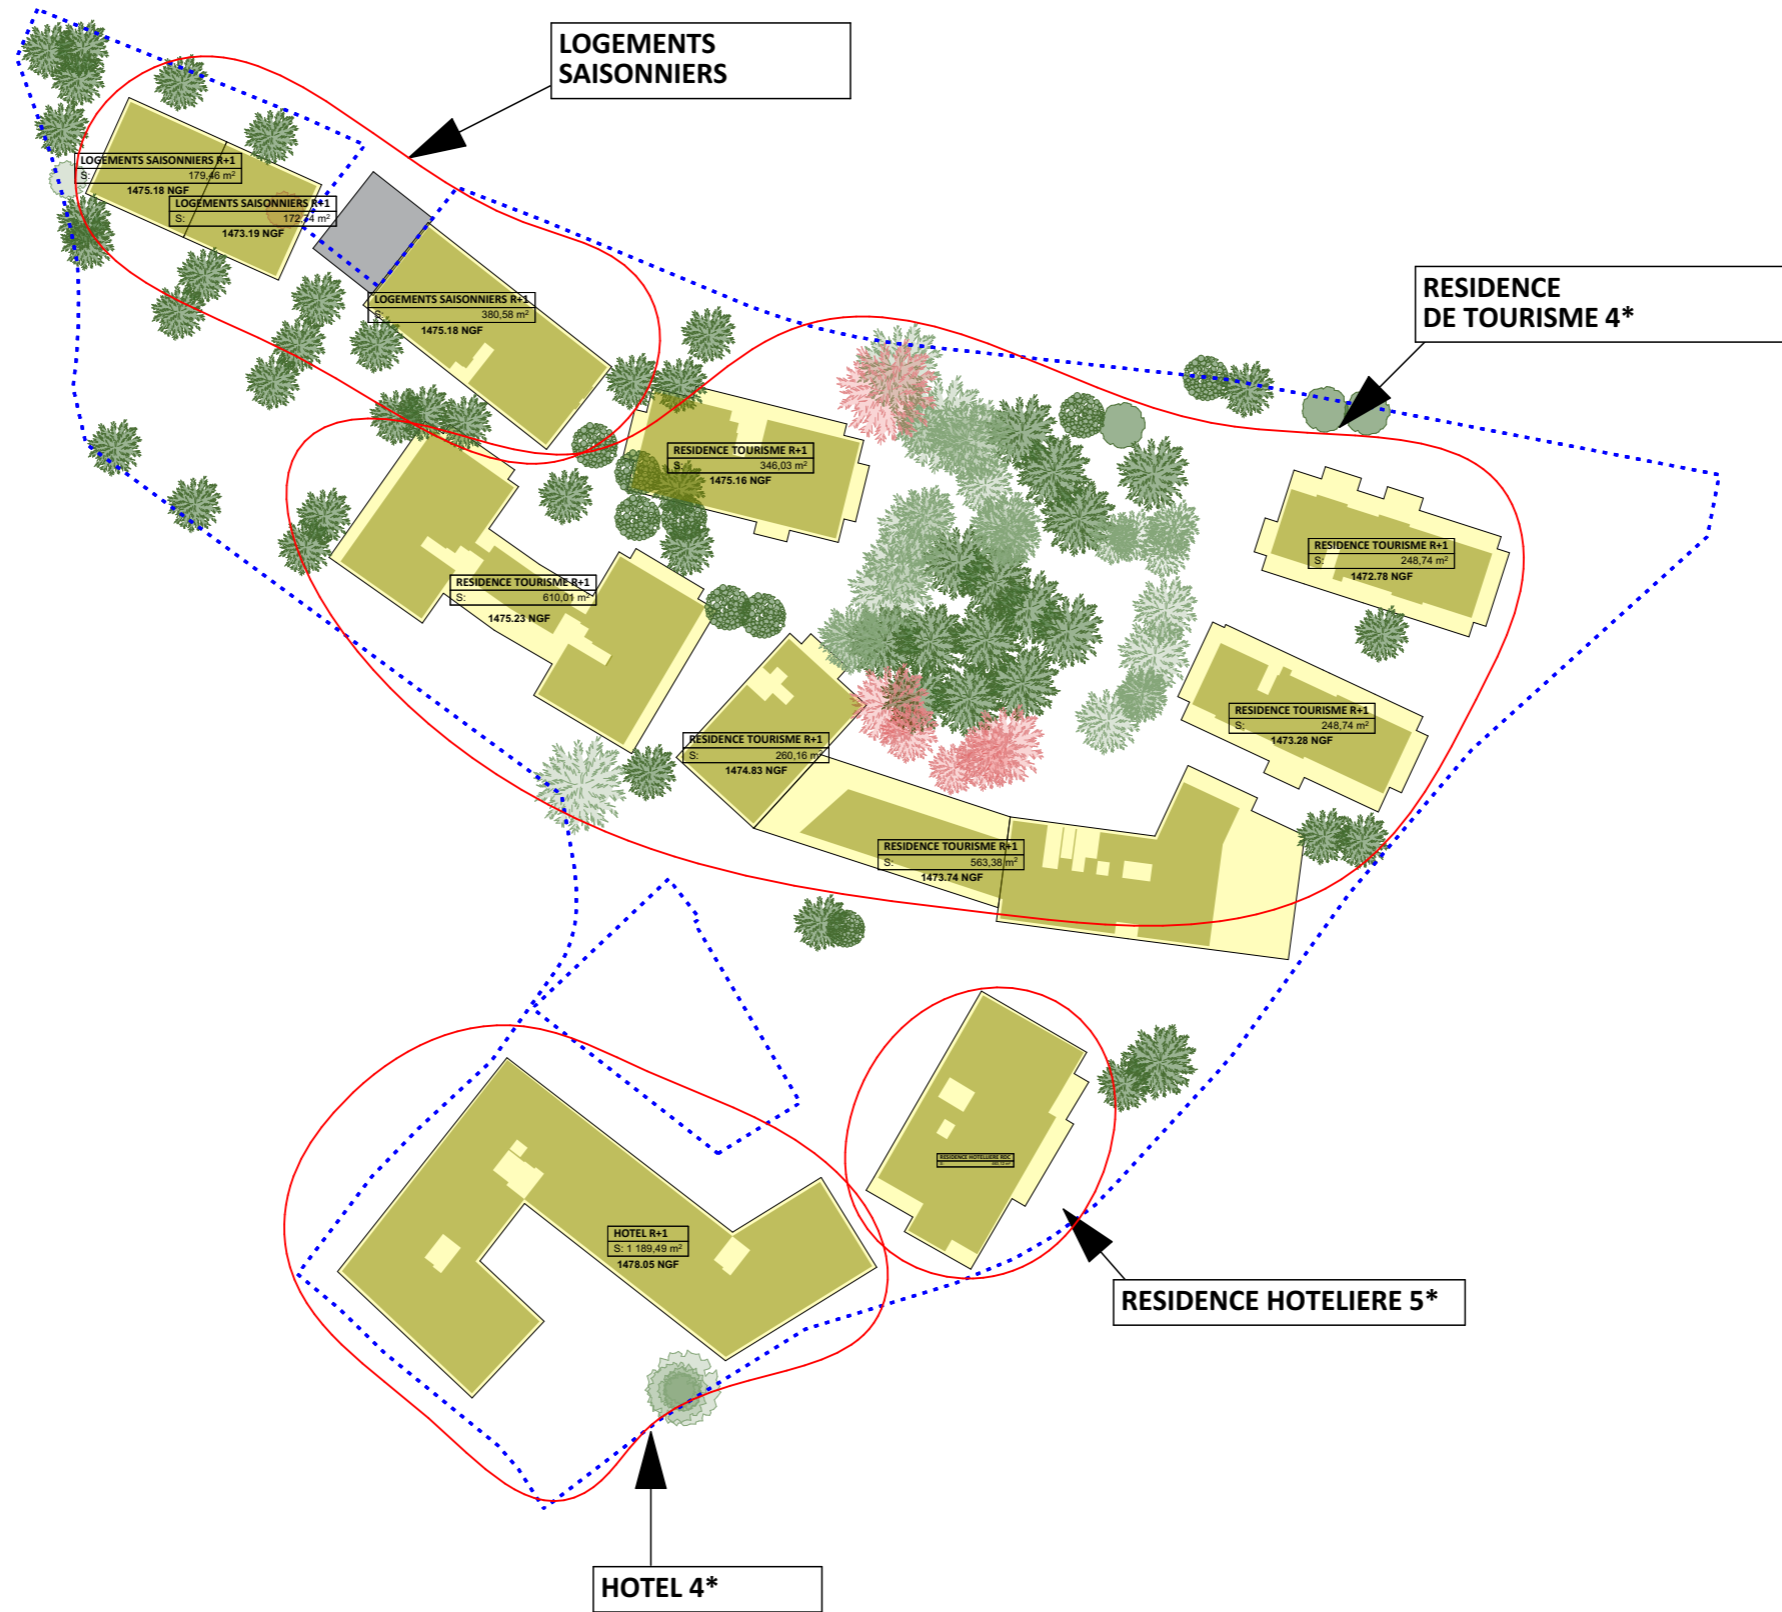 LOGEMENTS
SAISONNIERS
LOGEMENTS SAISONNIERS R+1
S: 179,46 m²
1475.18 NGF
LOGEMENTS SAISONNIERS R+1
S: 172,34 m²
1473.19 NGF
LOGEMENTS SAISONNIERS R+1
S: 380,58 m²
1475.18 NGF
RESIDENCE
DE TOURISME 4*
RESIDENCE TOURISME R+1
S: 346,03 m²
1475.16 NGF
RESIDENCE TOURISME R+1
S: 248,74 m²
1472.78 NGF
RESIDENCE TOURISME R+1
S: 610,01 m²
1475.23 NGF
RESIDENCE TOURISME R+1
S: 248,74 m²
1473.28 NGF
RESIDENCE TOURISME R+1
S: 260,16 m²
1474.83 NGF
RESIDENCE TOURISME R+1
S: 563,38 m²
1473.74 NGF
RESIDENCE HOTELIERE RDC
S:
HOTEL R+1
S: 1 189,49 m²
1478.05 NGF
RESIDENCE HOTELIERE 5*
HOTEL 4*